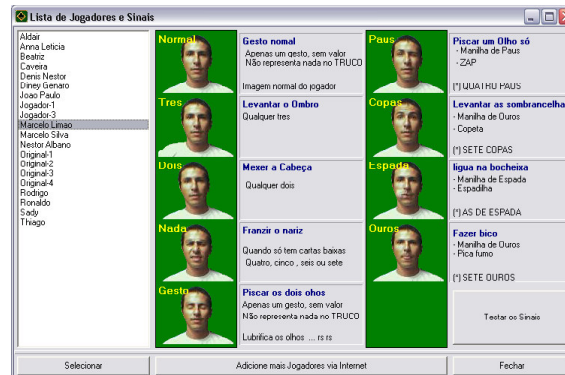 Lista de Jogadores e Sinais
Aldair
Anna Leticia
Beatriz
Caveira
Denis Nestor
Diney Genaro
Joao Paulo
Jogador-1
Jogador-3
Marcelo Limao
Marcelo Silva
Nestor Albano
Original-1
Original-2
Original-3
Original-4
Rodrigo
Ronaldo
Sady
Thiago
Normal
Gesto nomal
Apenas um gesto, sem valor
Não representa nada no TRUCO
Imagem normal do jogador
Tres
Levantar o Ombro
Qualquer tres
Dois
Mexer a Cabeça
Qualquer dois
Nada
Franzir o nariz
Quando só tem cartas baixas
Quatro, cinco , seis ou sete
Gesto
Piscar os dois ohos
Apenas um gesto, sem valor
Não representa nada no TRUCO
Lubrifica os olhos ... rs rs
Paus
Piscar um Olho só
- Manilha de Paus
- ZAP
(*) QUATRO PAUS
Copas
Levantar as sombrancelha
- Manilha de Ouros
- Copeta
(*) SETE COPAS
Espada
ligua na bocheixa
- Manilha de Espada
- Espadilha
(*) AS DE ESPADA
Ouros
Fazer bico
- Manilha de Ouros
- Pica fumo
(*) SETE OUROS
Testar os Sinais
Selecionar
Adicione mais Jogadores via Internet
Fechar